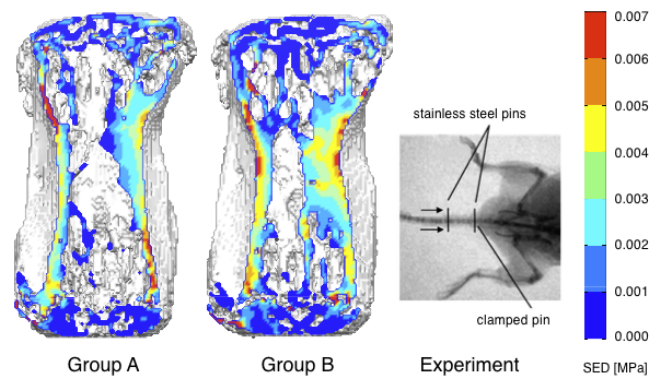 0.007
0.006
stainless steel pins
0.005
0.004
0.003
0.002
0.001
clamped pin
0.000
Group A
Group B
Experiment
SED [MPa]